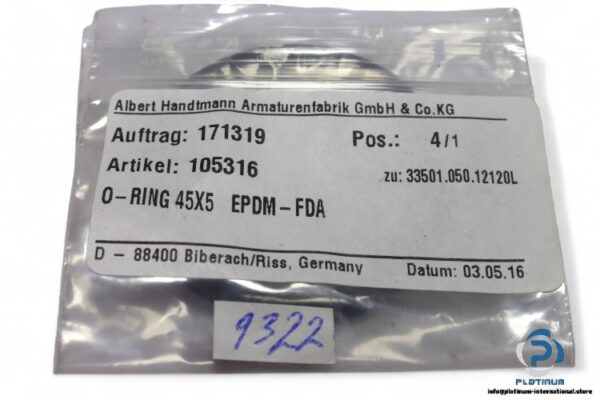 Albert Handtmann Armaturenfabrik GmbH & Co.KG
Auftrag: 171319 Pos.: 4/1
Artikel: 105316 zu: 33501.050.12120L
O-RING 45X5 EPDM-FDA
D - 88400 Biberach/Riss, Germany Datum: 03.05.16
9322
PLATINUM
info@platinum-international.store